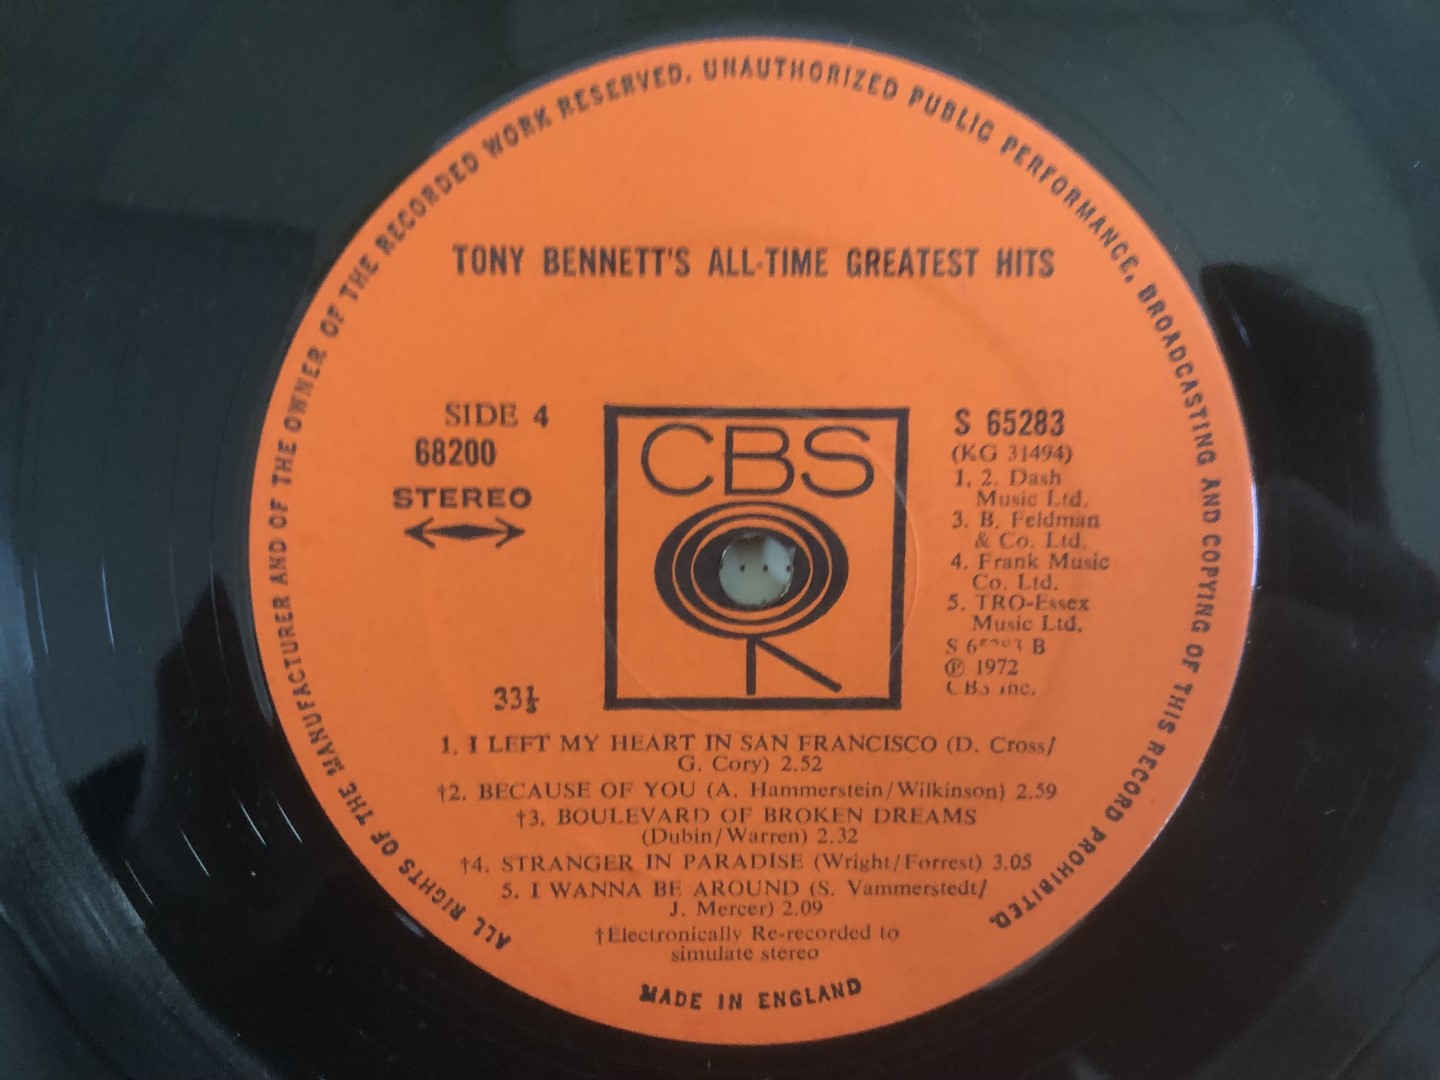 ALL RIGHTS OF THE MANUFACTURER AND OF THE OWNER OF THE RECORDED WORK RESERVED. UNAUTHORIZED PUBLIC PERFORMANCE, BROADCASTING AND COPYING OF THIS RECORD PROHIBITED.
TONY BENNETT'S ALL-TIME GREATEST HITS
SIDE 4
68200
STEREO
33⅓
CBS
S 65283
(KG 31494)
1. 2. Dash
Music Ltd.
3. B. Feldman
& Co. Ltd.
4. Frank Music
Co. Ltd.
5. TRO-Essex
Music Ltd.
S 65283 B
℗ 1972
CBS Inc.
1. I LEFT MY HEART IN SAN FRANCISCO (D. Cross/
G. Cory) 2.52
†2. BECAUSE OF YOU (A. Hammerstein/Wilkinson) 2.59
†3. BOULEVARD OF BROKEN DREAMS
(Dubin/Warren) 2.32
†4. STRANGER IN PARADISE (Wright/Forrest) 3.05
5. I WANNA BE AROUND (S. Vammerstedt/
J. Mercer) 2.09
†Electronically Re-recorded to
simulate stereo
MADE IN ENGLAND